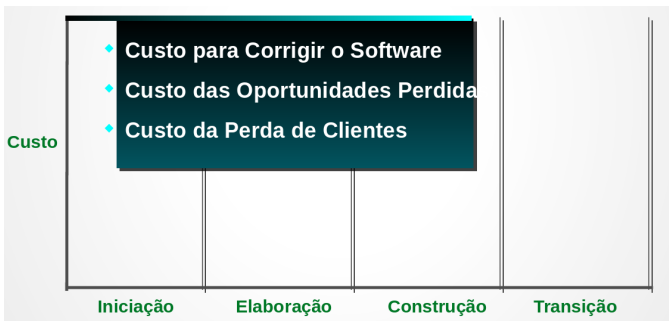 Custo para Corrigir o Software
Custo das Oportunidades Perdida
Custo da Perda de Clientes
Custo
Iniciação
Elaboração
Construção
Transição